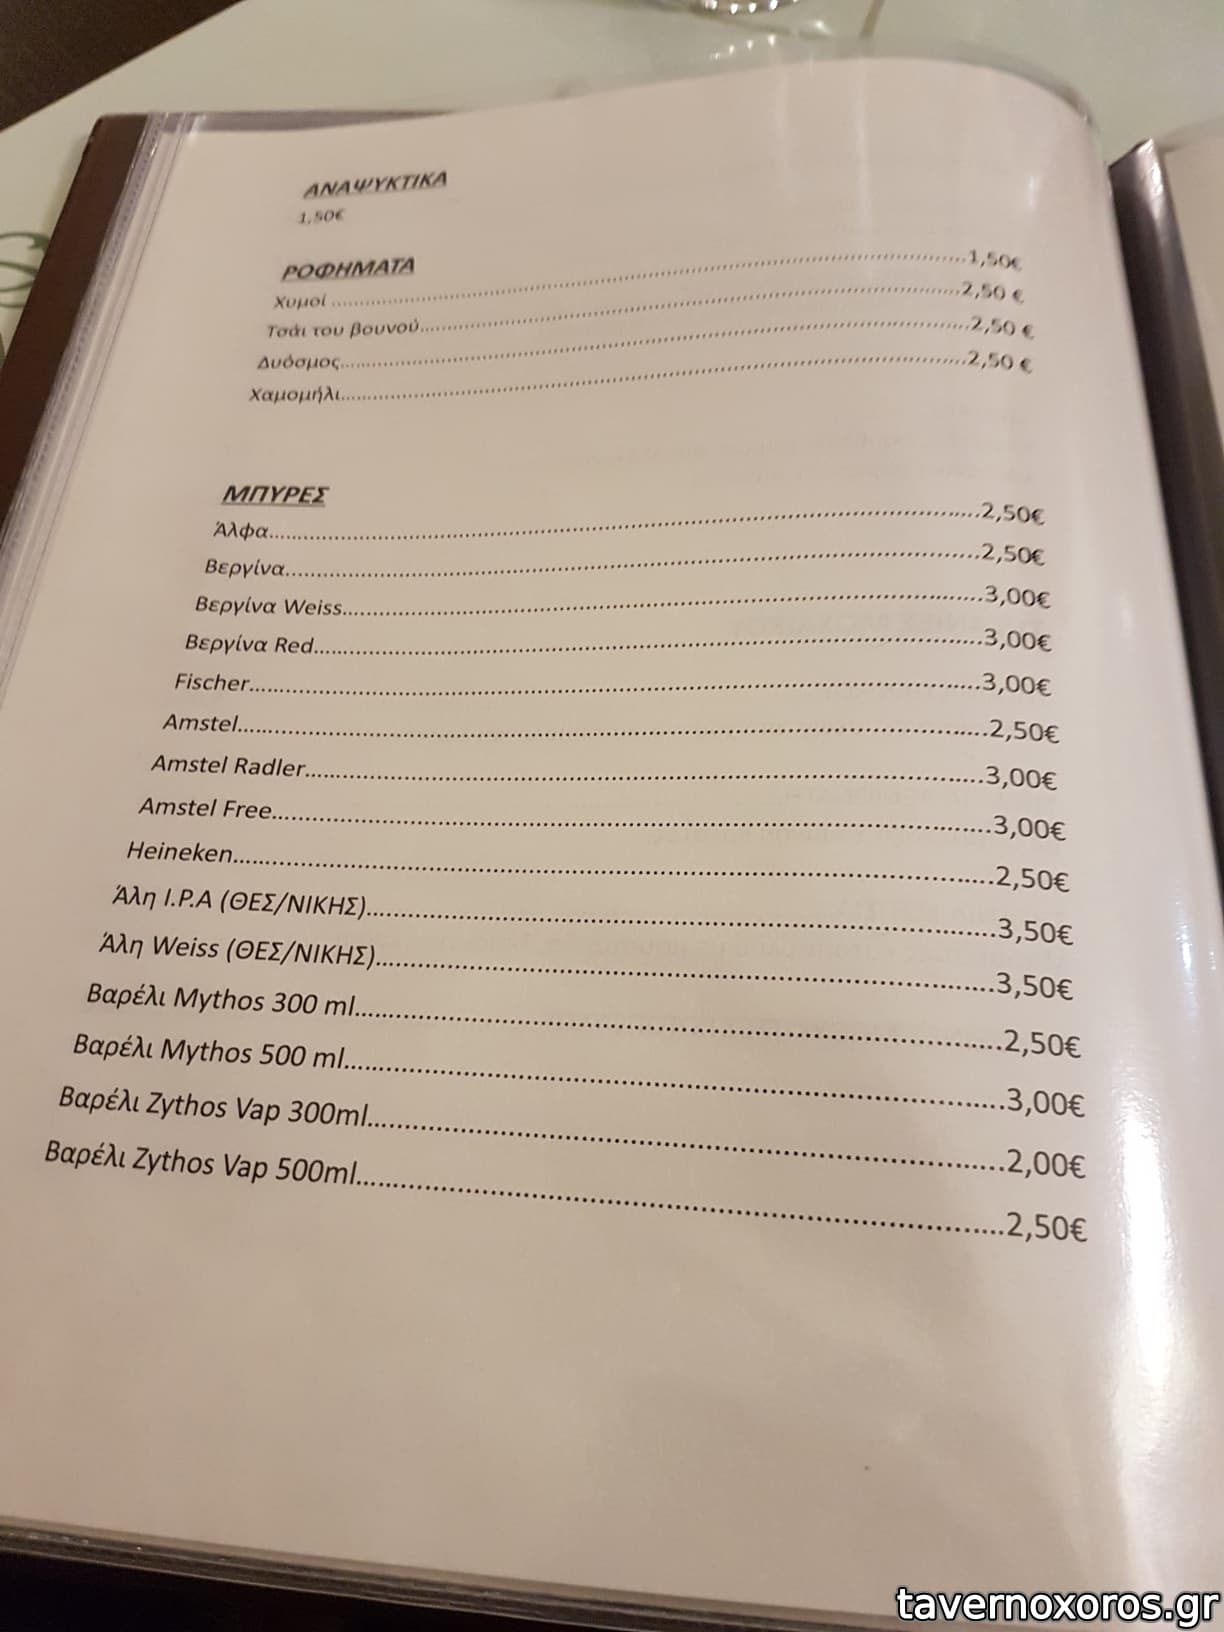 ΑΝΑΨΥΚΤΙΚΑ
1,50€
ΡΟΦΗΜΑΤΑ
Χυμοί ..........1,50€
Τσάι του βουνού..........2,50 €
Δυόσμος..........2,50 €
Χαμομήλι..........2,50 €
ΜΠΥΡΕΣ
Άλφα..........2,50€
Βεργίνα..........2,50€
Βεργίνα Weiss..........3,00€
Βεργίνα Red..........3,00€
Fischer..........3,00€
Amstel..........2,50€
Amstel Radler..........3,00€
Amstel Free..........3,00€
Heineken..........2,50€
Άλη I.P.A (ΘΕΣ/ΝΙΚΗΣ)..........3,50€
Άλη Weiss (ΘΕΣ/ΝΙΚΗΣ)..........3,50€
Βαρέλι Mythos 300 ml..........2,50€
Βαρέλι Mythos 500 ml..........3,00€
Βαρέλι Zythos Vap 300ml..........2,00€
Βαρέλι Zythos Vap 500ml..........2,50€
tavernoxoros.gr